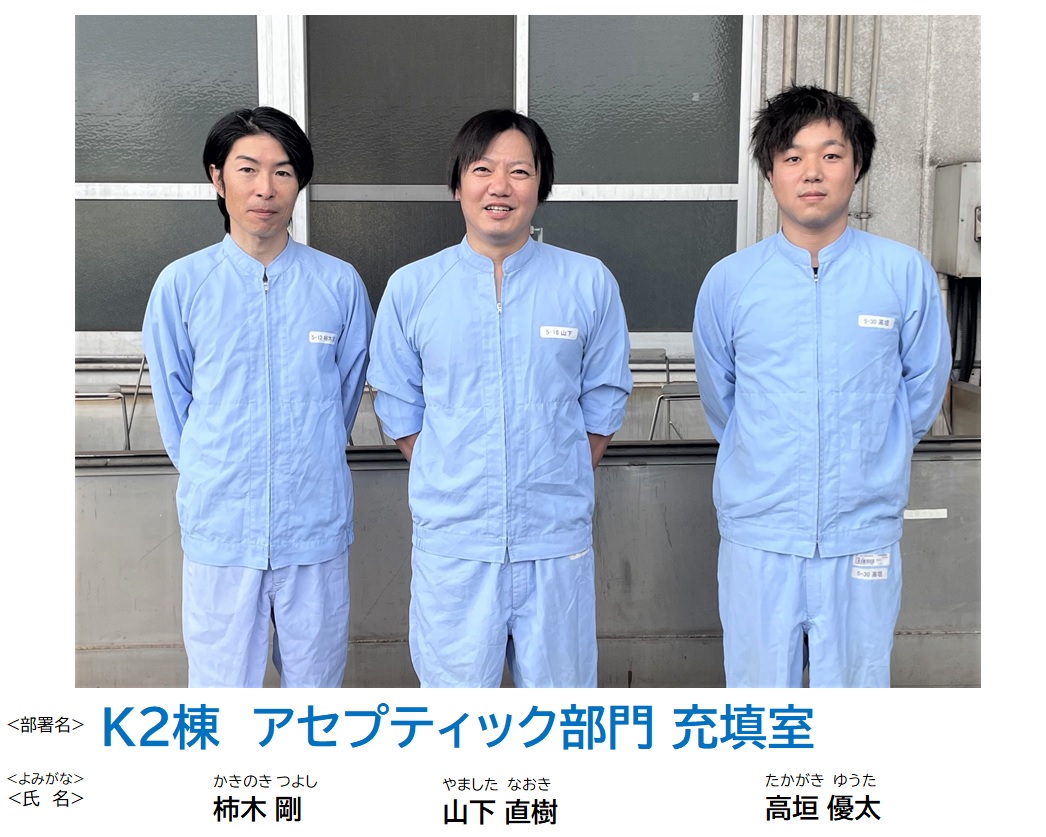 5-18 山下
5-30 高垣
5-30 高垣
<部署名> K2棟 アセプティック部門 充填室
<よみがな> かきのき つよし やました なおき たかがき ゆうた
<氏 名> 柿木 剛 山下 直樹 高垣 優太